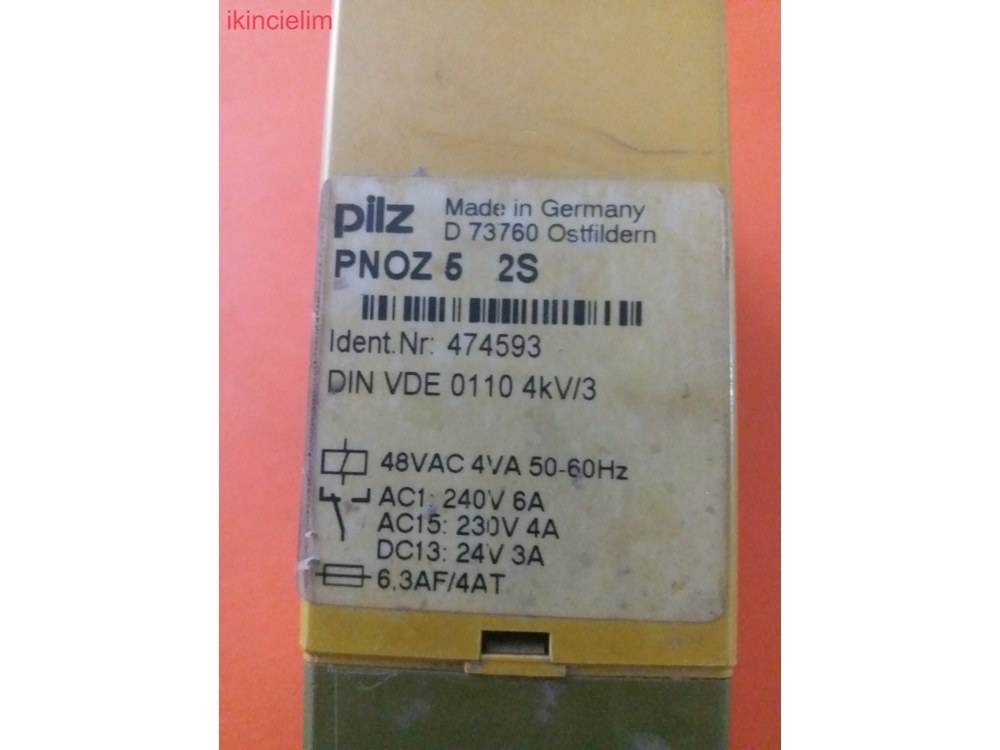 ikincielim
pilz Made in Germany
D 73760 Ostfildern
PNOZ 5 2S
Ident.Nr: 474593
DIN VDE 0110 4kV/3
48VAC 4VA 50-60Hz
AC1: 240V 6A
AC15: 230V 4A
DC13: 24V 3A
6,3AF/4AT